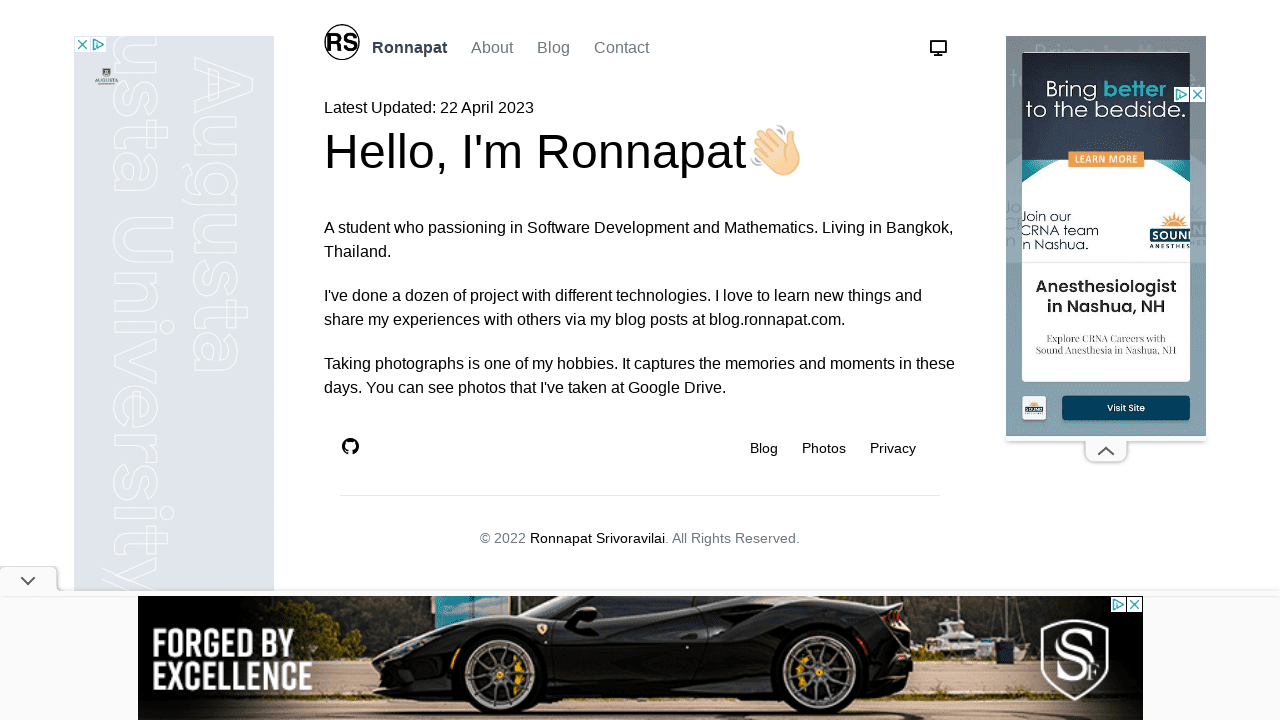 RS
Ronnapat
About
Blog
Contact
Latest Updated: 22 April 2023
Hello, I'm Ronnapat👋🏻
A student who passioning in Software Development and Mathematics. Living in Bangkok,
Thailand.
I've done a dozen of project with different technologies. I love to learn new things and
share my experiences with others via my blog posts at blog.ronnapat.com.
Taking photographs is one of my hobbies. It captures the memories and moments in these
days. You can see photos that I've taken at Google Drive.
Blog
Photos
Privacy
© 2022 Ronnapat Srivoravilai. All Rights Reserved.
AUGUSTA
Augusta
usta University
Bring better
to the bedside.
LEARN MORE
Join our
CRNA team
in Nashua.
SOUN
ANESTHES
Anesthesiologist
in Nashua, NH
Explore CRNA Careers with
Sound Anesthesia in Nashua, NH
Visit Site
FORGED BY
EXCELLENCE
SF